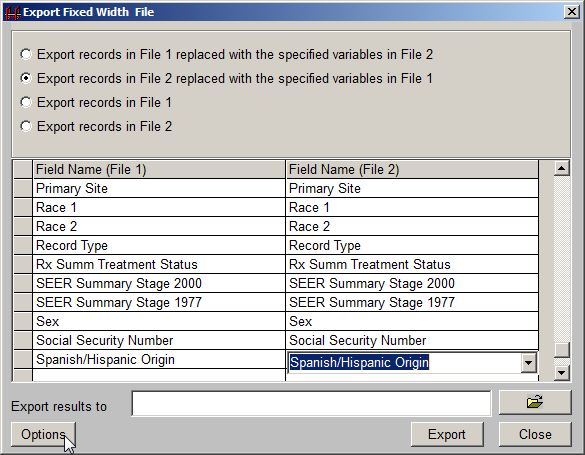 Export Fixed Width File
Export records in File 1 replaced with the specified variables in File 2
Export records in File 2 replaced with the specified variables in File 1
Export records in File 1
Export records in File 2
Field Name (File 1) Field Name (File 2)
Primary Site Primary Site
Race 1 Race 1
Race 2 Race 2
Record Type Record Type
Rx Summ Treatment Status Rx Summ Treatment Status
SEER Summary Stage 2000 SEER Summary Stage 2000
SEER Summary Stage 1977 SEER Summary Stage 1977
Sex Sex
Social Security Number Social Security Number
Spanish/Hispanic Origin Spanish/Hispanic Origin
Export results to
Options Export Close